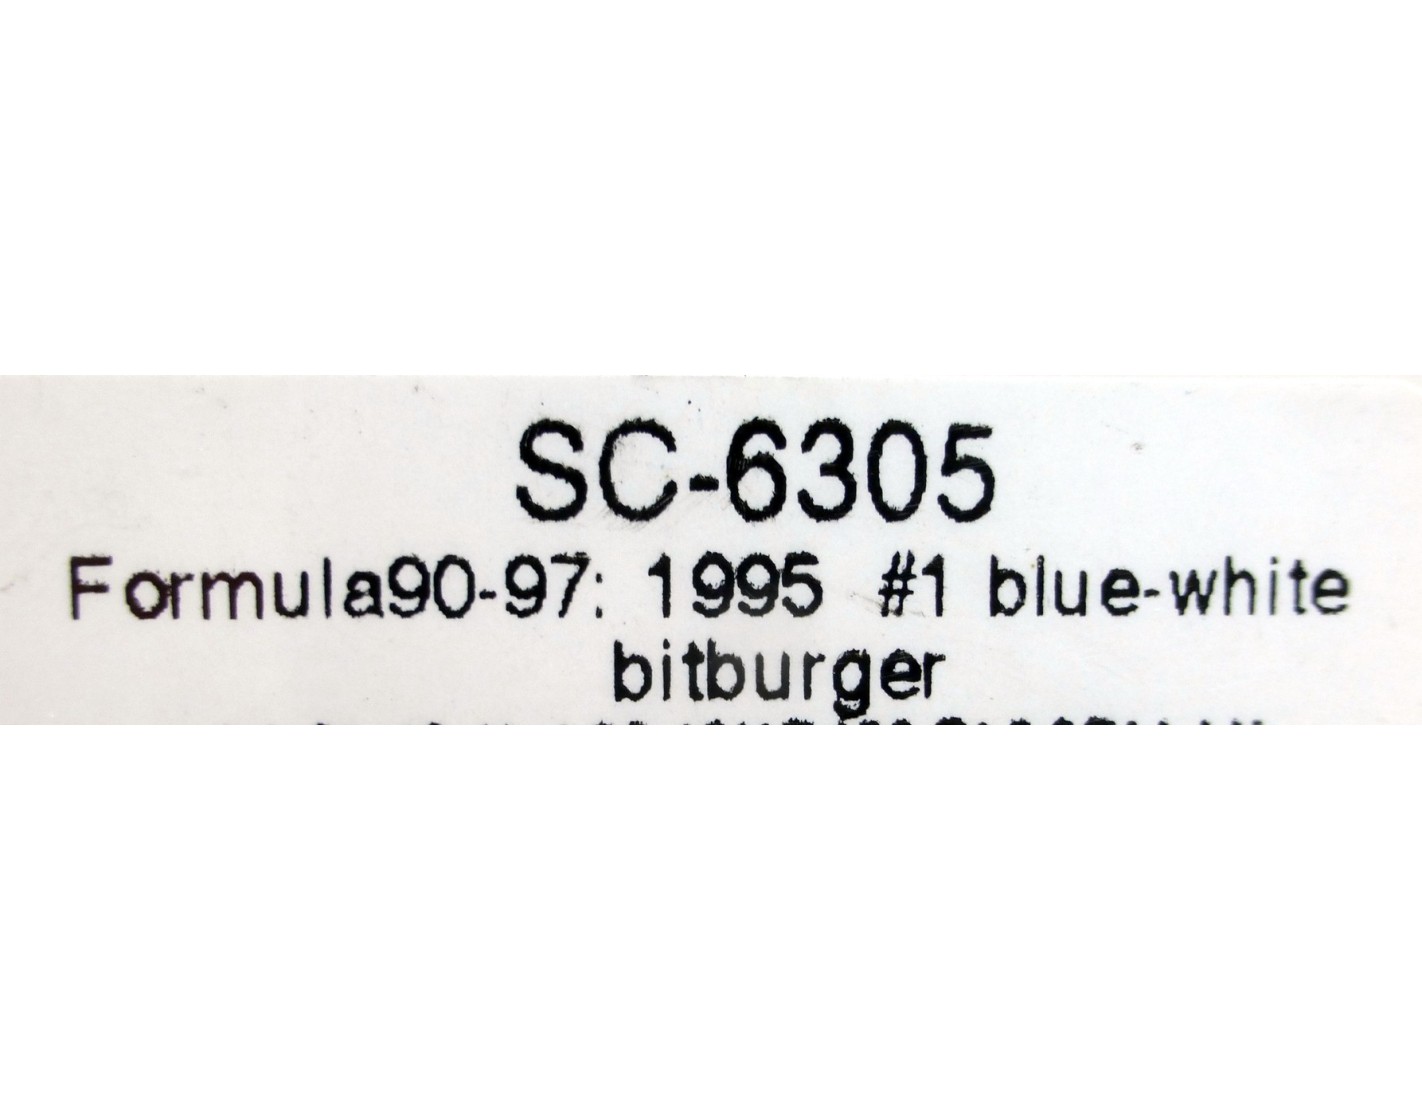 SC-6305
Formula90-97: 1995 #1 blue-white
bitburger